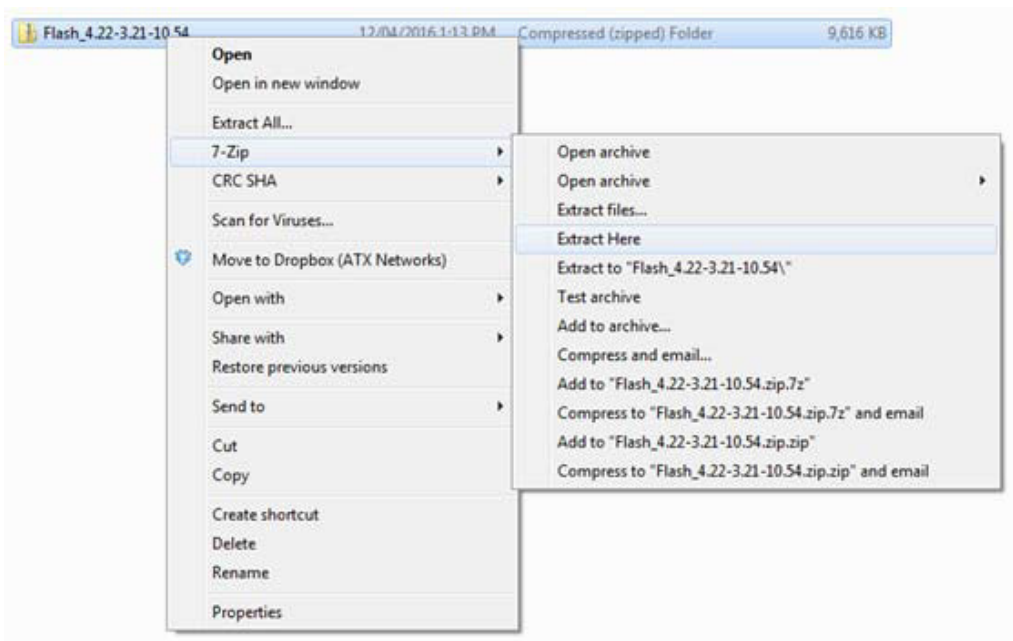 Flash_4.22-3.21-10.54 12/04/2016 1:13 PM Compressed (zipped) Folder 9,616 KB
Open
Open in new window
Extract All...
7-Zip
CRC SHA
Scan for Viruses...
Move to Dropbox (ATX Networks)
Open with
Share with
Restore previous versions
Send to
Cut
Copy
Create shortcut
Delete
Rename
Properties
Open archive
Open archive
Extract files...
Extract Here
Extract to "Flash_4.22-3.21-10.54\"
Test archive
Add to archive...
Compress and email...
Add to "Flash_4.22-3.21-10.54.zip.7z"
Compress to "Flash_4.22-3.21-10.54.zip.7z" and email
Add to "Flash_4.22-3.21-10.54.zip.zip"
Compress to "Flash_4.22-3.21-10.54.zip.zip" and email